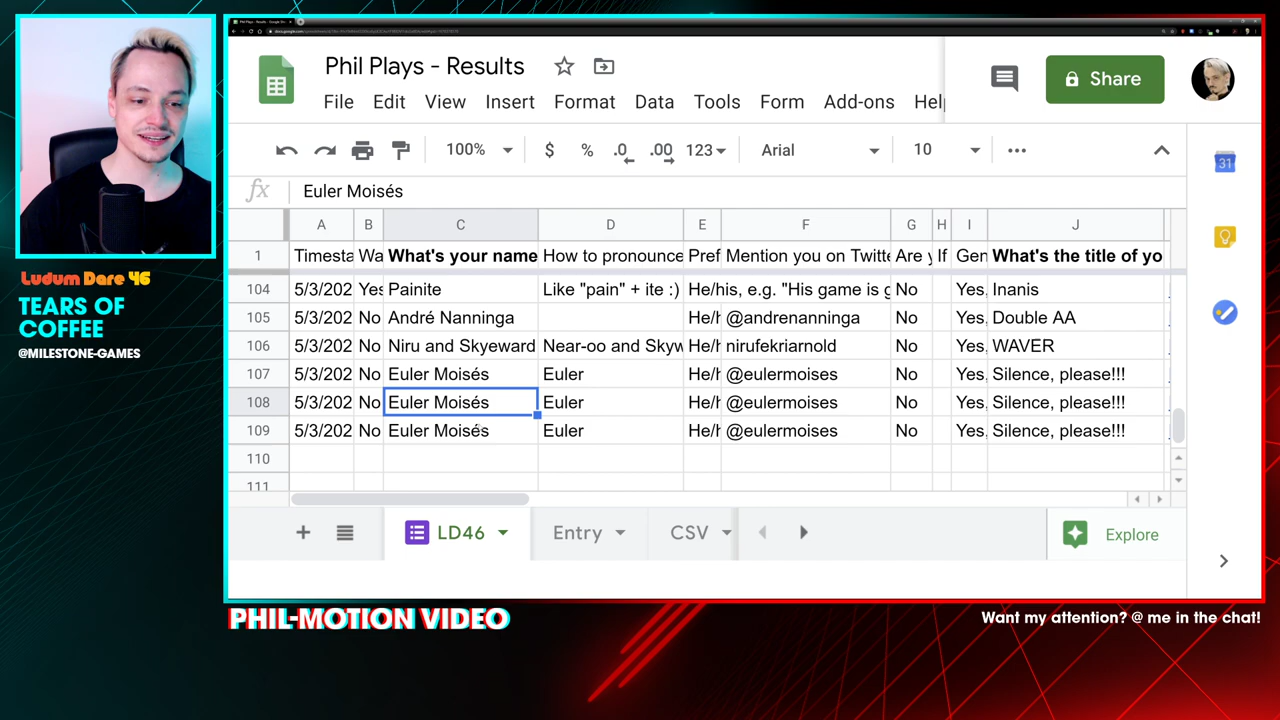 Phil Plays - Results
File Edit View Insert Format Data Tools Form Add-ons Help
Share
100% $ % .0 .00 123 Arial 10
fx Euler Moisés
A B C D E F G H I J
1 Timesta Wa What's your name How to pronounce Pref Mention you on Twitte Are y If Gen What's the title of yo
104 5/3/202 Yes Painite Like "pain" + ite :) He/his, e.g. "His game is g No Yes, Inanis
105 5/3/202 No André Nanninga He/h @andrenanninga No Yes, Double AA
106 5/3/202 No Niru and Skyeward Near-oo and Skyw He/h nirufekriarnold No Yes, WAVER
107 5/3/202 No Euler Moisés Euler He/h @eulermoises No Yes, Silence, please!!!
108 5/3/202 No Euler Moisés Euler He/h @eulermoises No Yes, Silence, please!!!
109 5/3/202 No Euler Moisés Euler He/h @eulermoises No Yes, Silence, please!!!
110
111
LD46 Entry CSV Explore
31
Ludum Dare 46
TEARS OF
COFFEE
@MILESTONE-GAMES
PHIL-MOTION VIDEO
Want my attention? @ me in the chat!